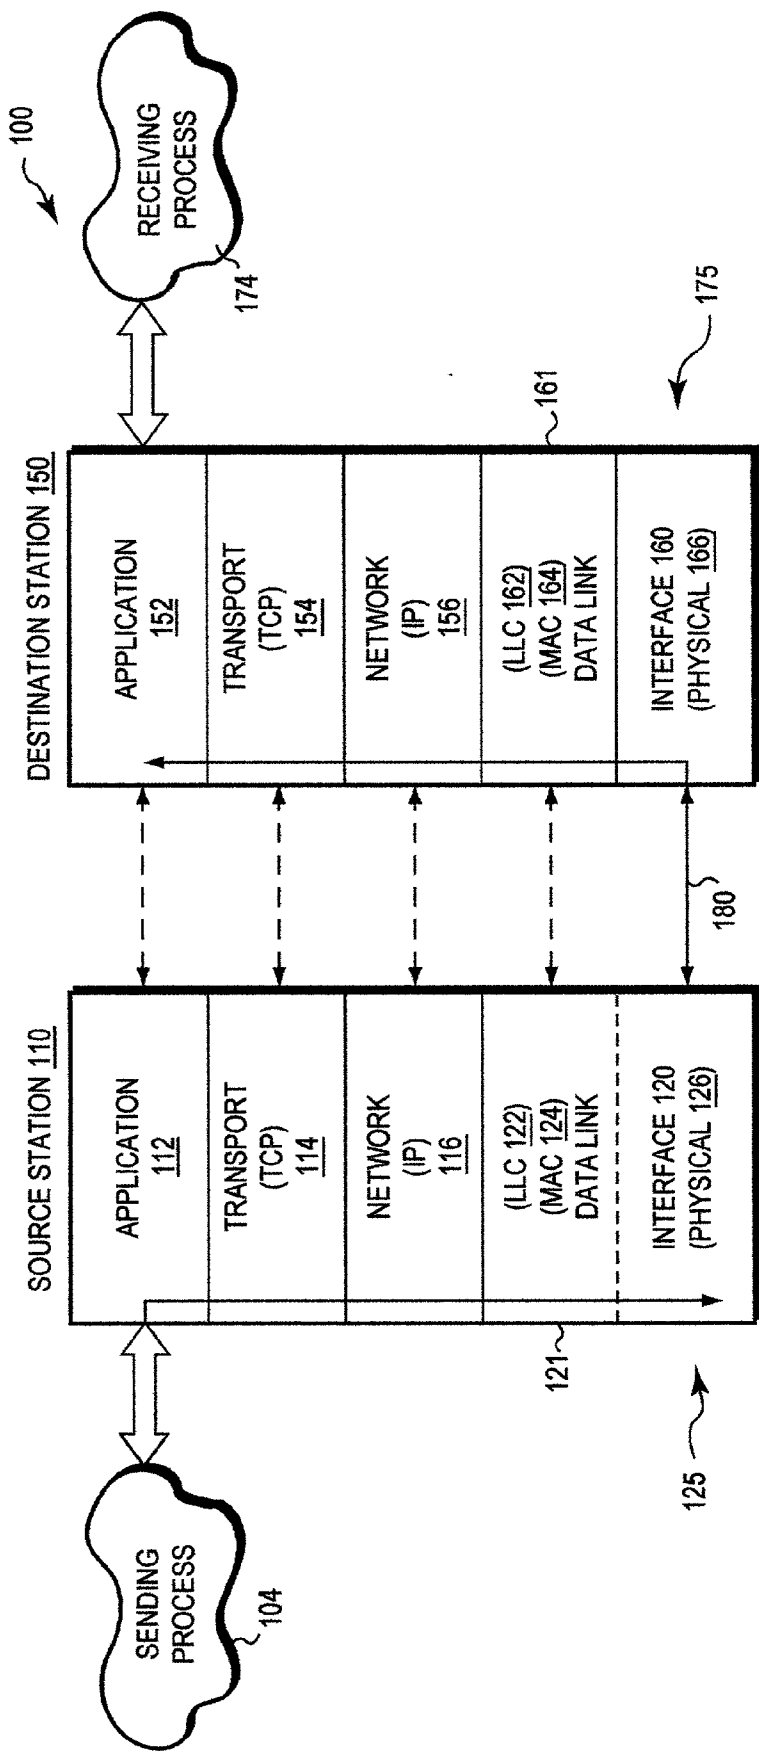 100
SOURCE STATION 110
DESTINATION STATION 150
SENDING
PROCESS
104
APPLICATION
112
TRANSPORT
(TCP)
114
NETWORK
(IP)
116
(LLC 122)
(MAC 124)
DATA LINK
INTERFACE 120
(PHYSICAL 126)
121
125
APPLICATION
152
TRANSPORT
(TCP)
154
NETWORK
(IP)
156
(LLC 162)
(MAC 164)
DATA LINK
INTERFACE 160
(PHYSICAL 166)
161
175
180
RECEIVING
PROCESS
174